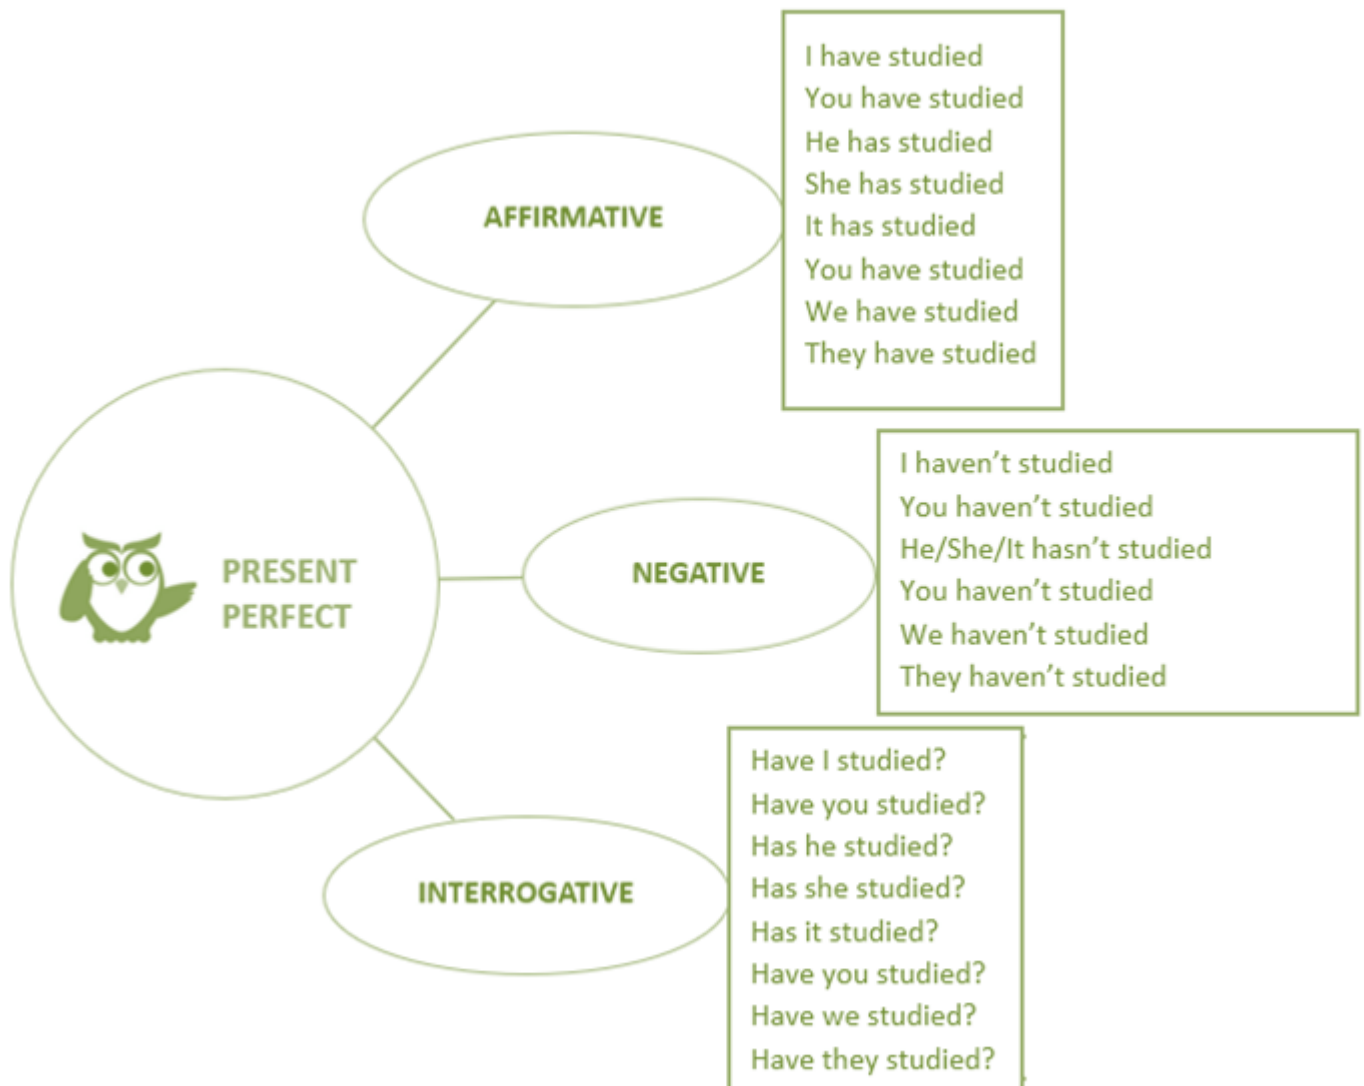 PRESENT
PERFECT
AFFIRMATIVE
I have studied
You have studied
He has studied
She has studied
It has studied
You have studied
We have studied
They have studied
NEGATIVE
I haven’t studied
You haven’t studied
He/She/It hasn’t studied
You haven’t studied
We haven’t studied
They haven’t studied
INTERROGATIVE
Have I studied?
Have you studied?
Has he studied?
Has she studied?
Has it studied?
Have you studied?
Have we studied?
Have they studied?